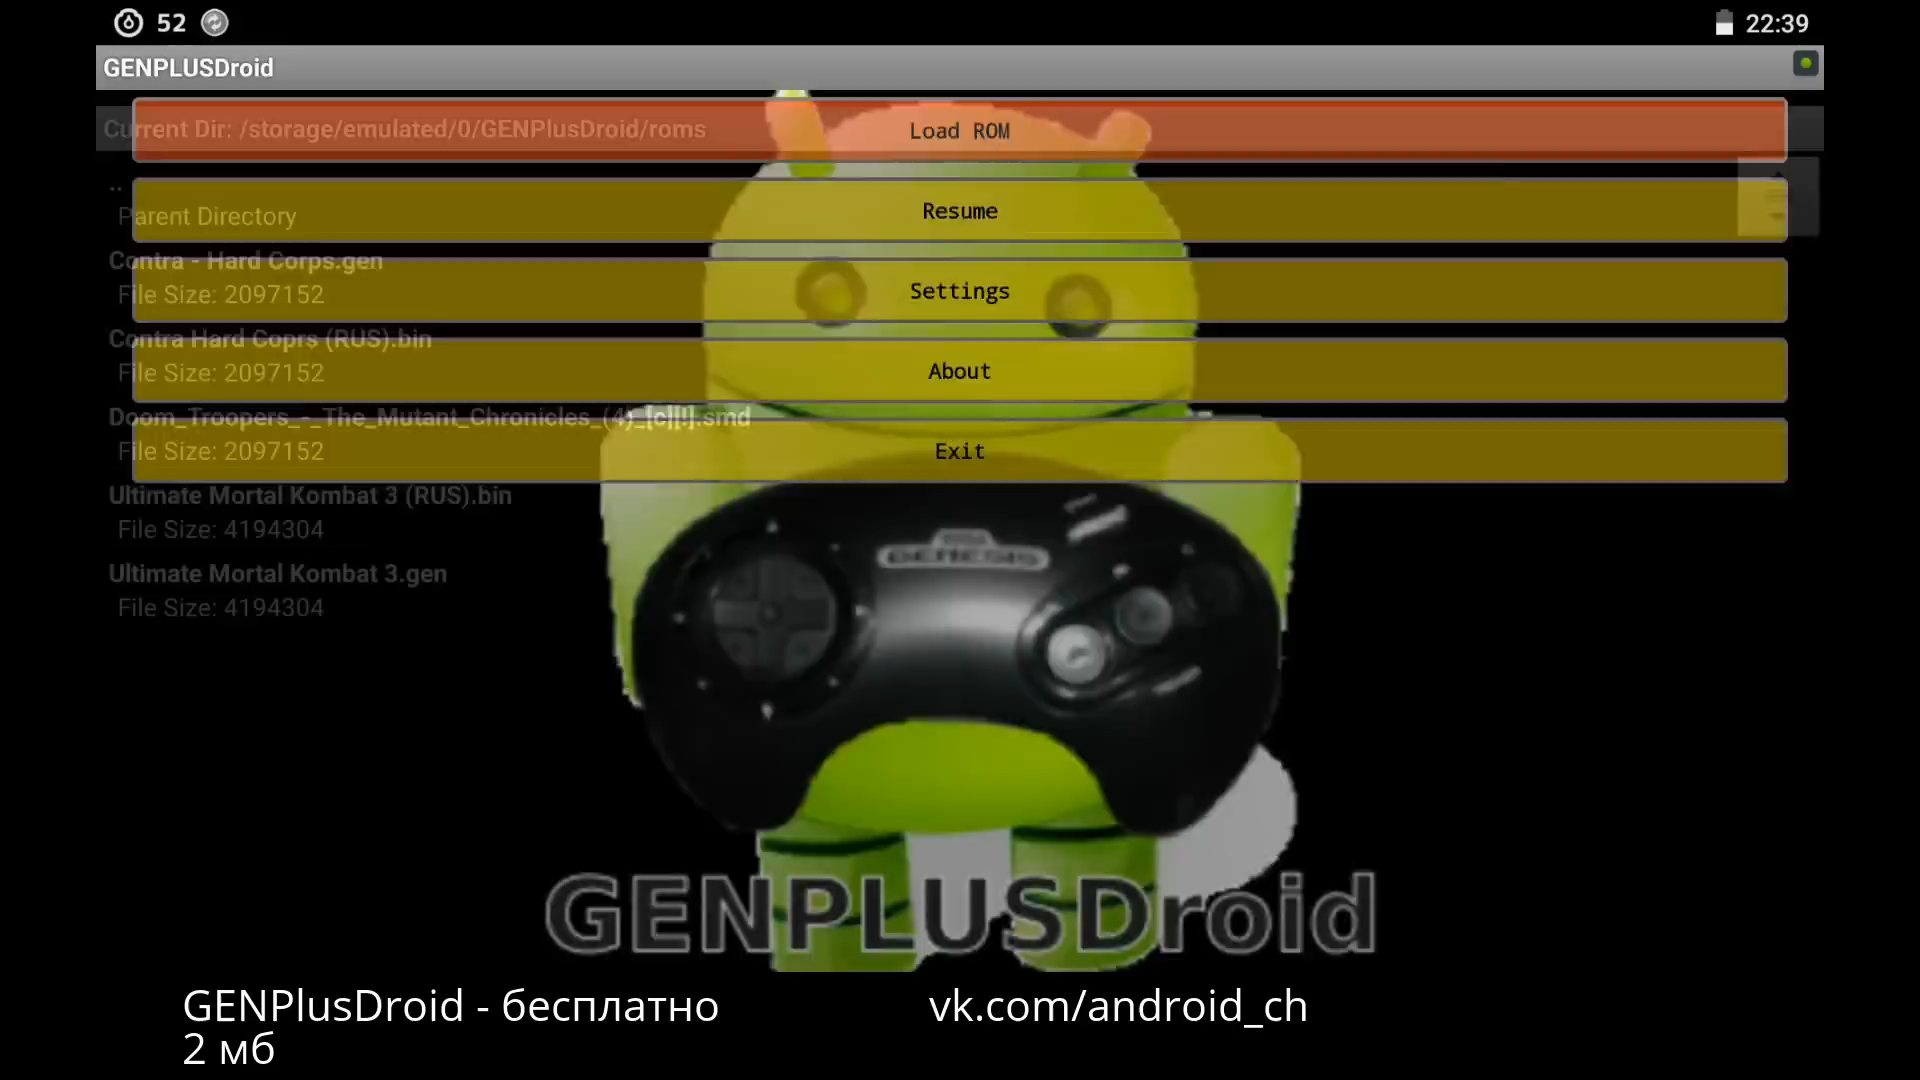 52
22:39
GENPLUSDroid
Current Dir: /storage/emulated/0/GENPlusDroid/roms
Load ROM
..
Parent Directory
Resume
Contra - Hard Corps.gen
File Size: 2097152
Settings
Contra Hard Coprs (RUS).bin
File Size: 2097152
About
Doom_Troopers_-_The_Mutant_Chronicles_(4)_[c][!].smd
File Size: 2097152
Exit
Ultimate Mortal Kombat 3 (RUS).bin
File Size: 4194304
Ultimate Mortal Kombat 3.gen
File Size: 4194304
GENESIS
GENPLUSDroid
GENPlusDroid - бесплатно
2 мб
vk.com/android_ch